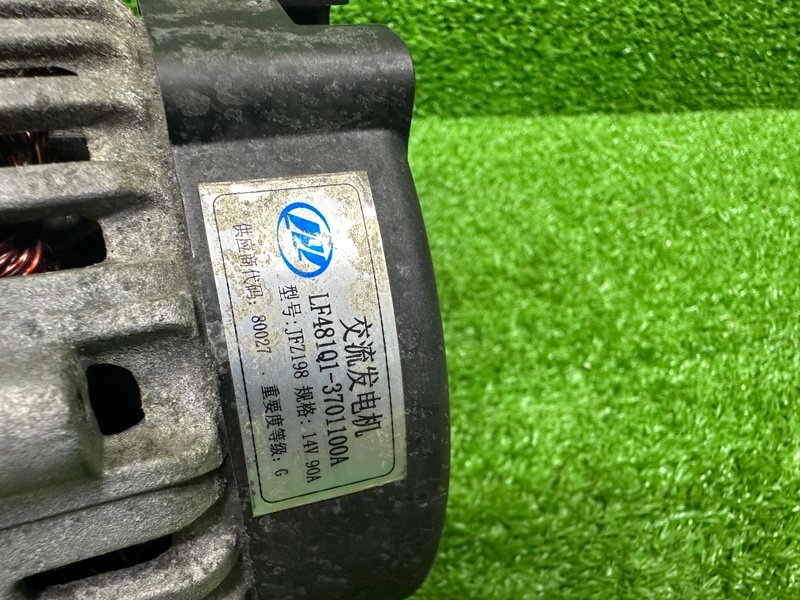 交流发电机
LF481Q1-3701100A
型号:JFZ198 规格:14V 90A
供应商代码:80027 重要度等级:G